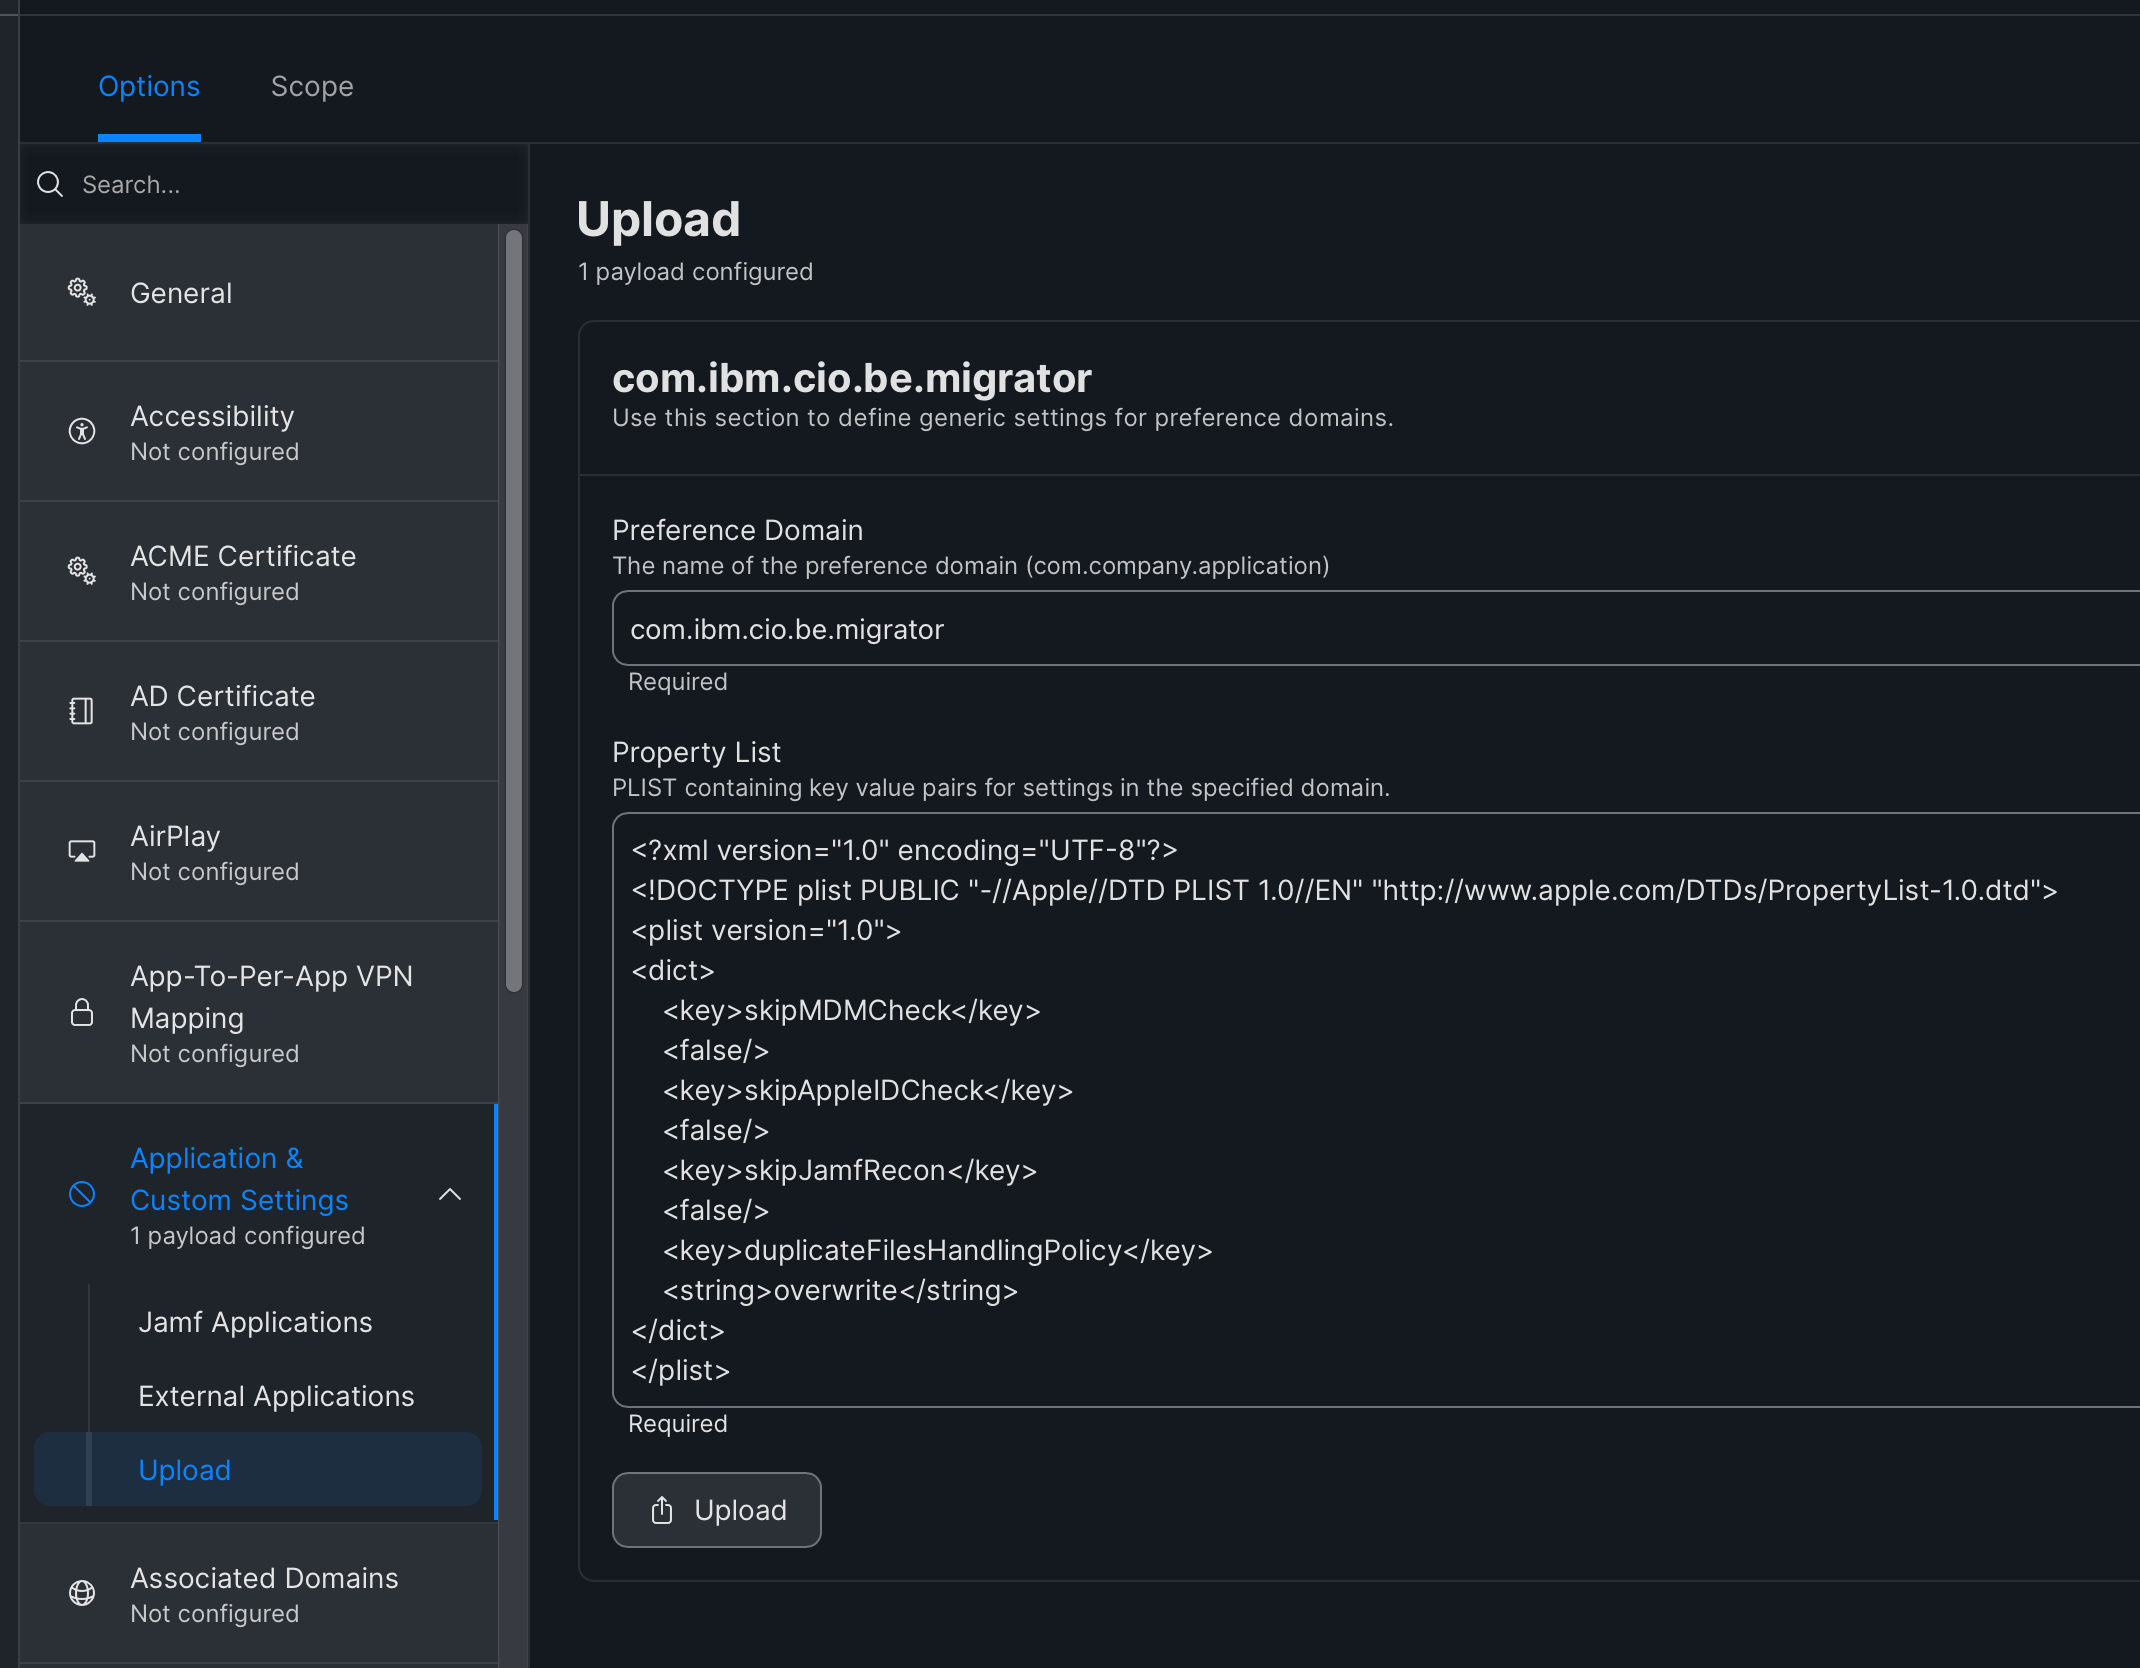 Options
Scope
Search...
General
Accessibility
Not configured
ACME Certificate
Not configured
AD Certificate
Not configured
AirPlay
Not configured
App-To-Per-App VPN
Mapping
Not configured
Application &
Custom Settings
1 payload configured
Jamf Applications
External Applications
Upload
Associated Domains
Not configured
Upload
1 payload configured
com.ibm.cio.be.migrator
Use this section to define generic settings for preference domains.
Preference Domain
The name of the preference domain (com.company.application)
com.ibm.cio.be.migrator
Required
Property List
PLIST containing key value pairs for settings in the specified domain.
<?xml version="1.0" encoding="UTF-8"?>
<!DOCTYPE plist PUBLIC "-//Apple//DTD PLIST 1.0//EN" "http://www.apple.com/DTDs/PropertyList-1.0.dtd">
<plist version="1.0">
<dict>
<key>skipMDMCheck</key>
<false/>
<key>skipAppleIDCheck</key>
<false/>
<key>skipJamfRecon</key>
<false/>
<key>duplicateFilesHandlingPolicy</key>
<string>overwrite</string>
</dict>
</plist>
Required
Upload